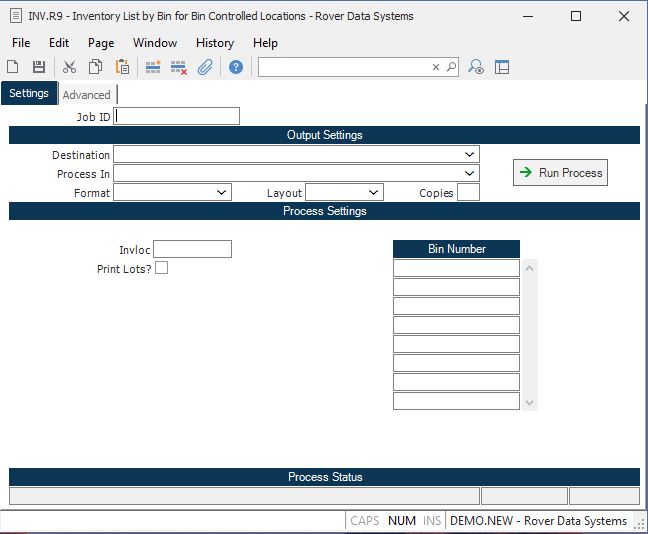 INV.R9 - Inventory List by Bin for Bin Controlled Locations - Rover Data Systems
File Edit Page Window History Help
Settings Advanced
Job ID
Output Settings
Destination
Process In
Run Process
Format Layout Copies
Process Settings
Invloc
Bin Number
Print Lots?
Process Status
CAPS NUM INS DEMO.NEW - Rover Data Systems